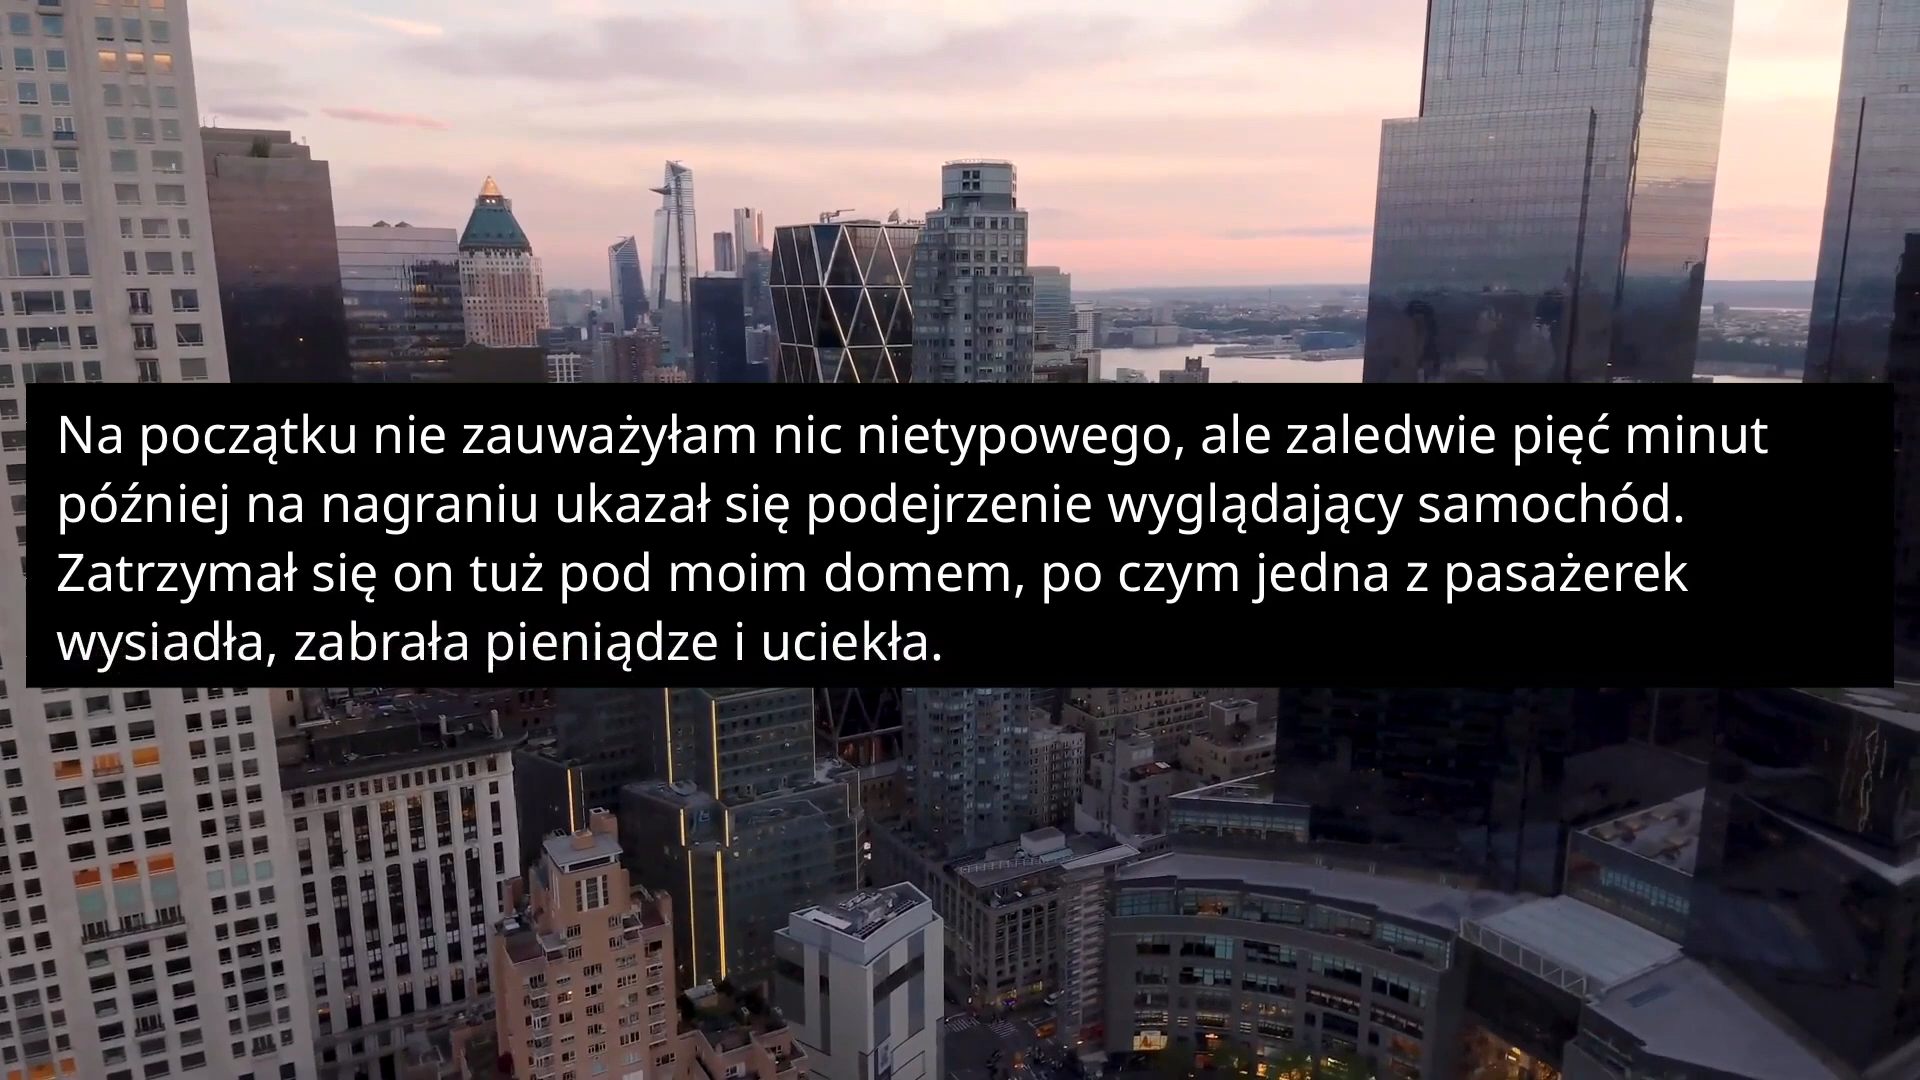 Na początku nie zauważyłam nic nietypowego, ale zaledwie pięć minut
później na nagraniu ukazał się podejrzenie wyglądający samochód.
Zatrzymał się on tuż pod moim domem, po czym jedna z pasażerek
wysiadła, zabrała pieniądze i uciekła.